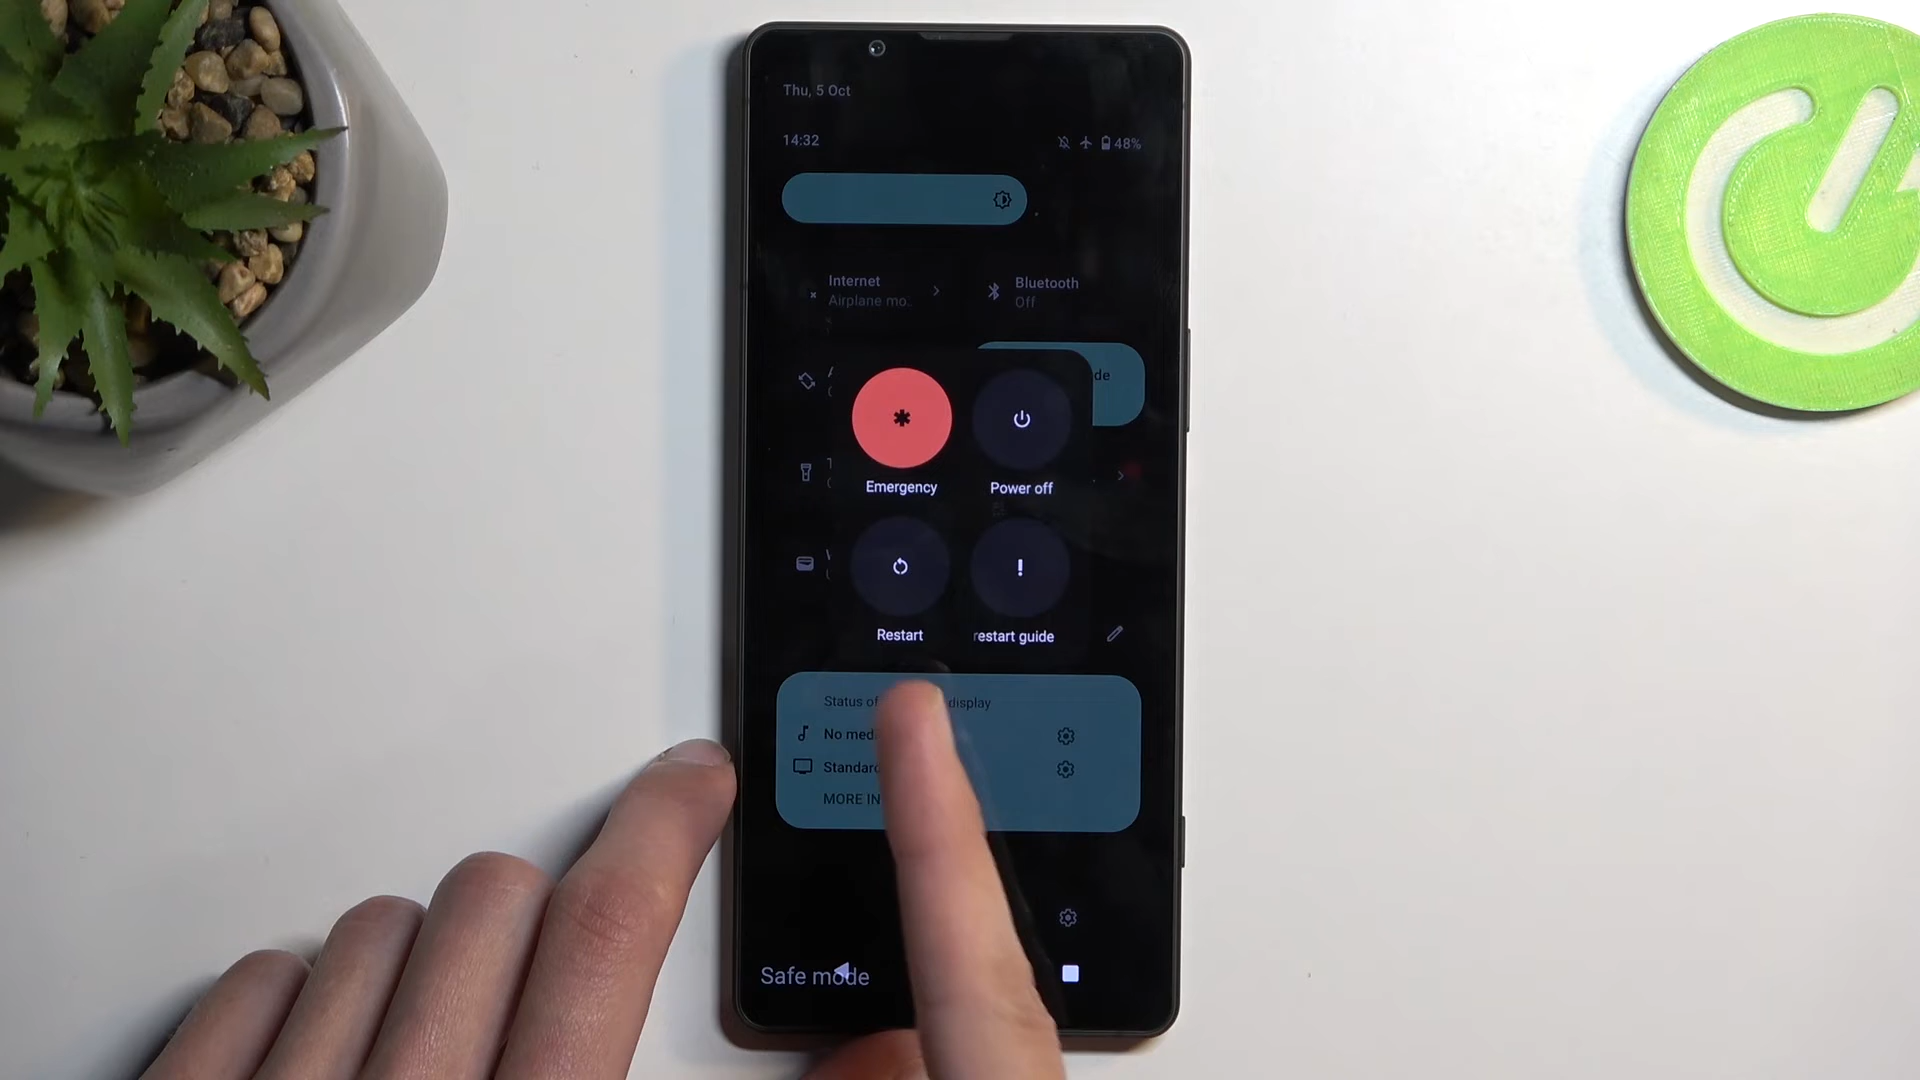 Thu, 5 Oct
14:32
48%
Internet
Airplane mo..
Bluetooth
Off
de
Emergency
Power off
Restart
restart guide
Status of display
No med
Standard
MORE IN
Safe mode